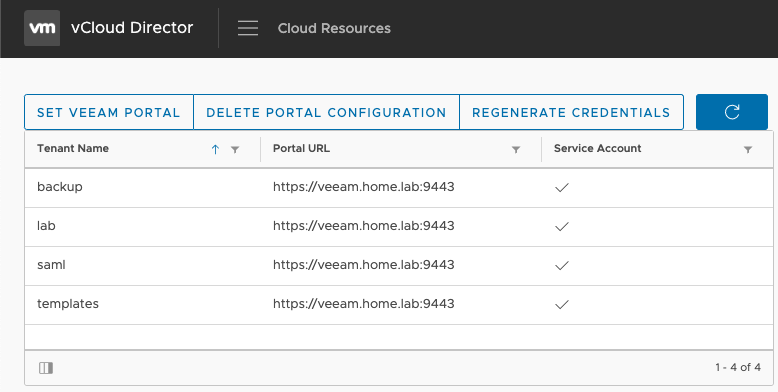 vm vCloud Director Cloud Resources
SET VEEAM PORTAL DELETE PORTAL CONFIGURATION REGENERATE CREDENTIALS
Tenant Name Portal URL Service Account
backup https://veeam.home.lab:9443
lab https://veeam.home.lab:9443
saml https://veeam.home.lab:9443
templates https://veeam.home.lab:9443
1 - 4 of 4